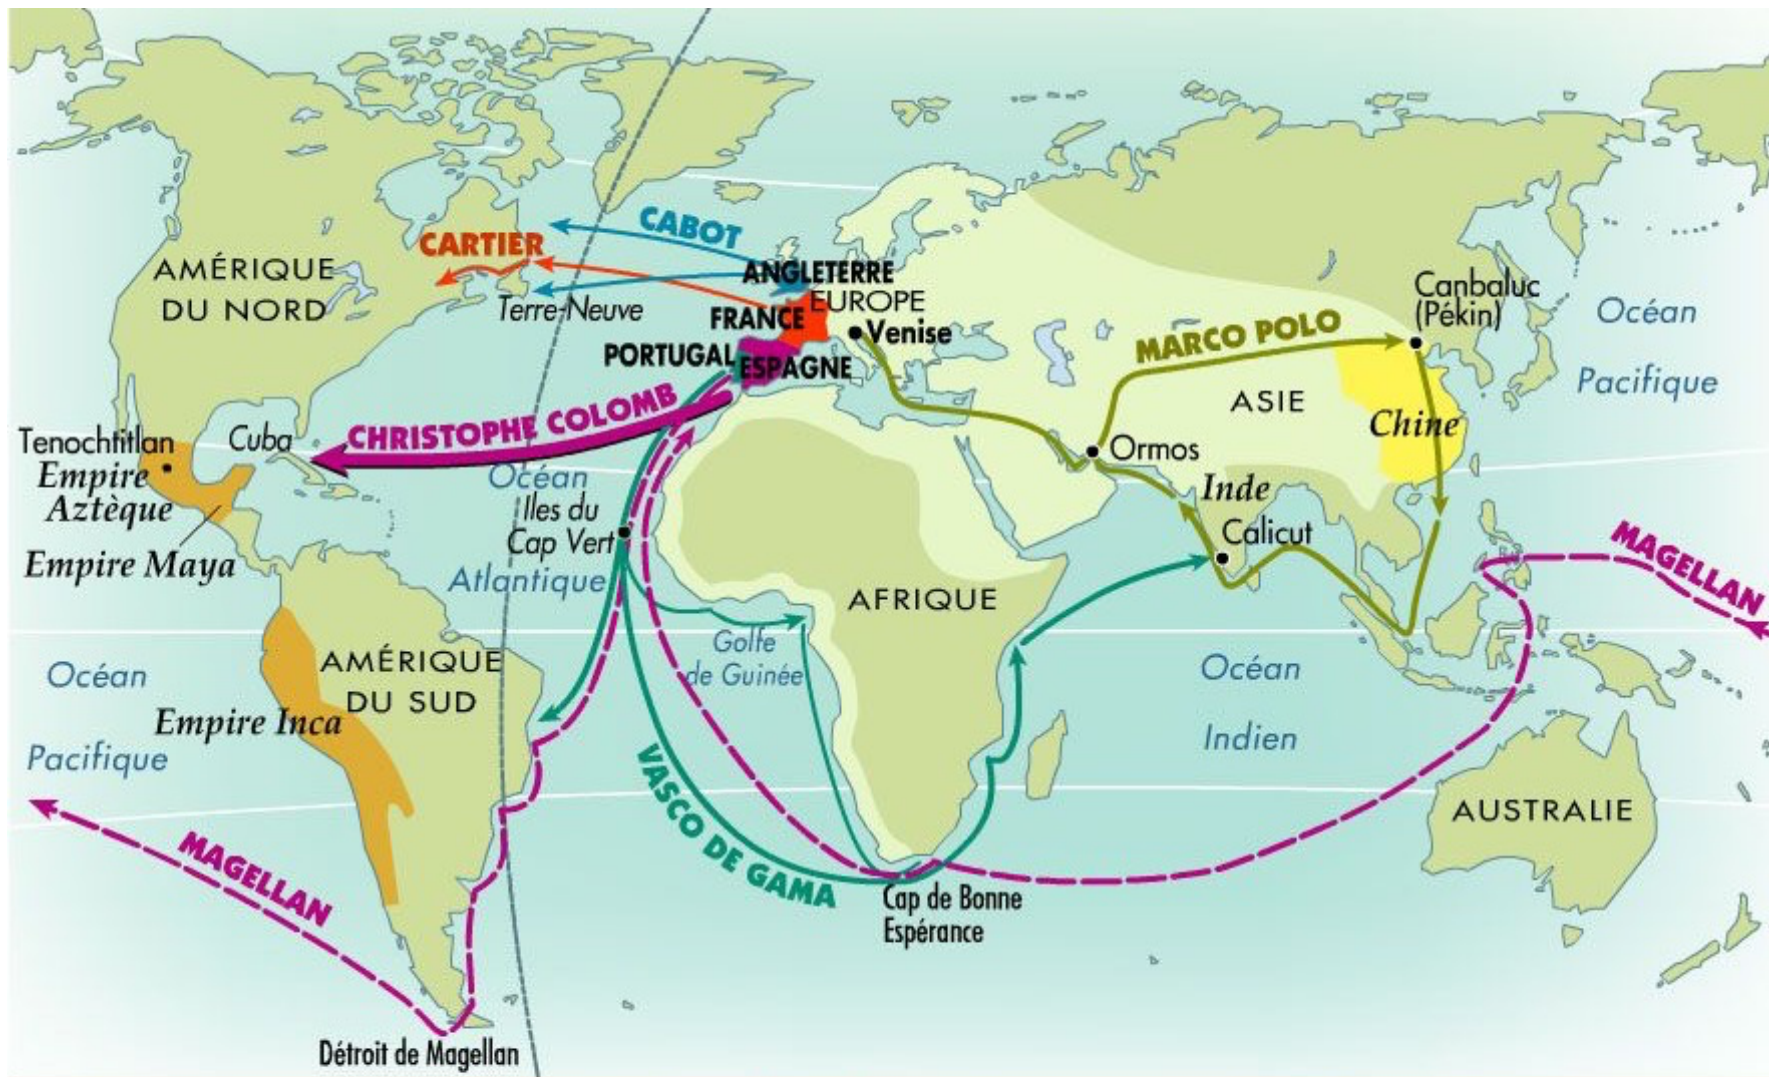 CABOT
CARTIER
AMÉRIQUE
DU NORD
Terre-Neuve
ANGLETERRE
EUROPE
FRANCE
Venise
PORTUGAL
ESPAGNE
MARCO POLO
Canbaluc
(Pékin)
Océan
Pacifique
ASIE
Chine
CHRISTOPHE COLOMB
Tenochtitlan
Empire
Aztèque
Cuba
Océan
Iles du
Cap Vert
Atlantique
Empire Maya
Ormos
Inde
Calicut
MAGELLAN
AFRIQUE
Golfe
de Guinée
Océan
Indien
Océan
Pacifique
AMÉRIQUE
DU SUD
Empire Inca
VASCO DE GAMA
AUSTRALIE
MAGELLAN
Cap de Bonne
Espérance
Détroit de Magellan